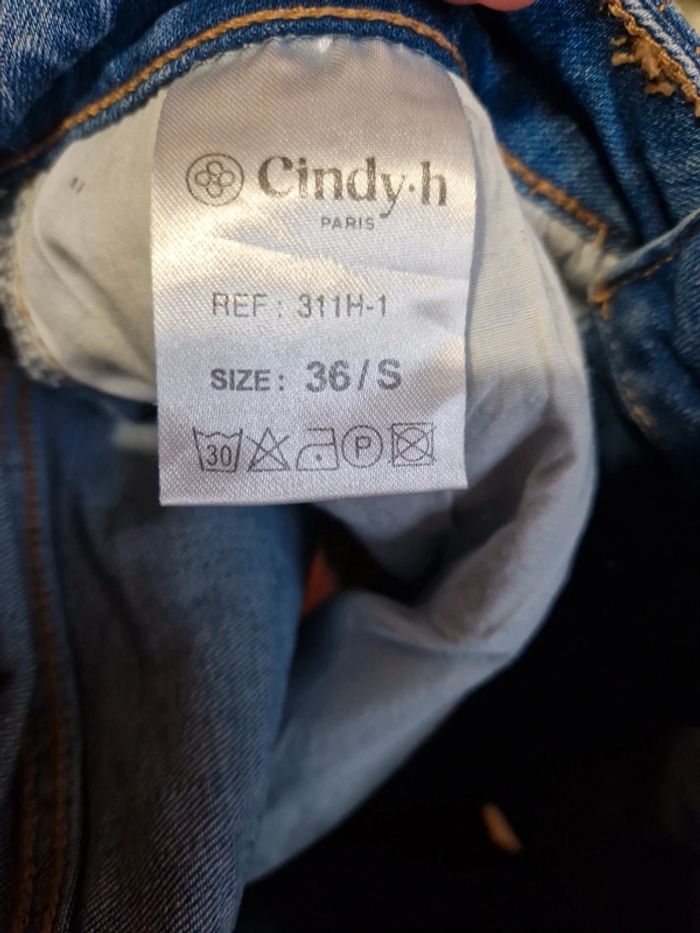 Cindy·h
PARIS
REF : 311H-1
SIZE : 36/S
30 P